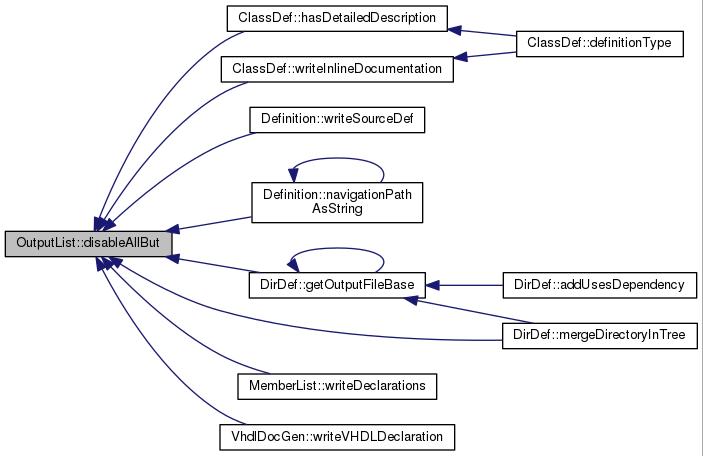 ClassDef::hasDetailedDescription
ClassDef::definitionType
ClassDef::writeInlineDocumentation
Definition::writeSourceDef
Definition::navigationPath
AsString
OutputList::disableAllBut
DirDef::getOutputFileBase
DirDef::addUsesDependency
DirDef::mergeDirectoryInTree
MemberList::writeDeclarations
VhdlDocGen::writeVHDLDeclaration